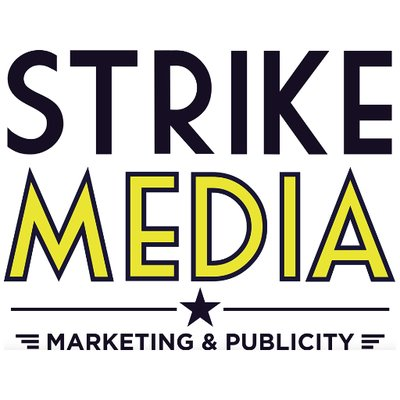 STRIKE
MEDIA
MARKETING & PUBLICITY